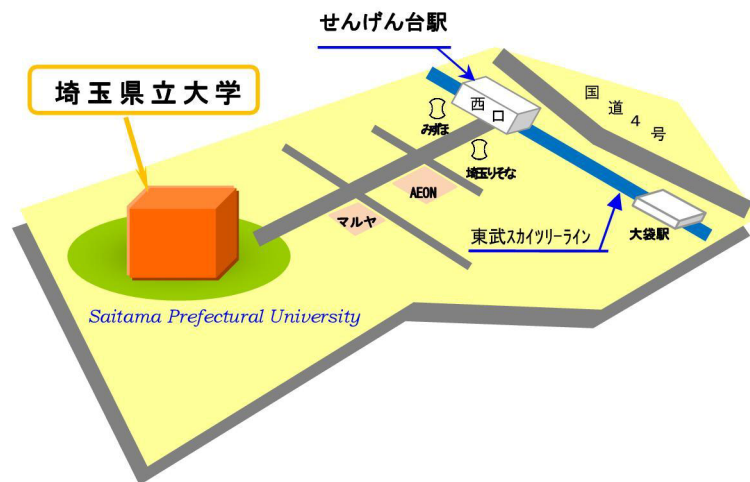 せんげん台駅
埼玉県立大学
西口
国道4号
みずほ
埼玉りそな
AEON
マルヤ
東武スカイツリーライン
大袋駅
Saitama Prefectural University